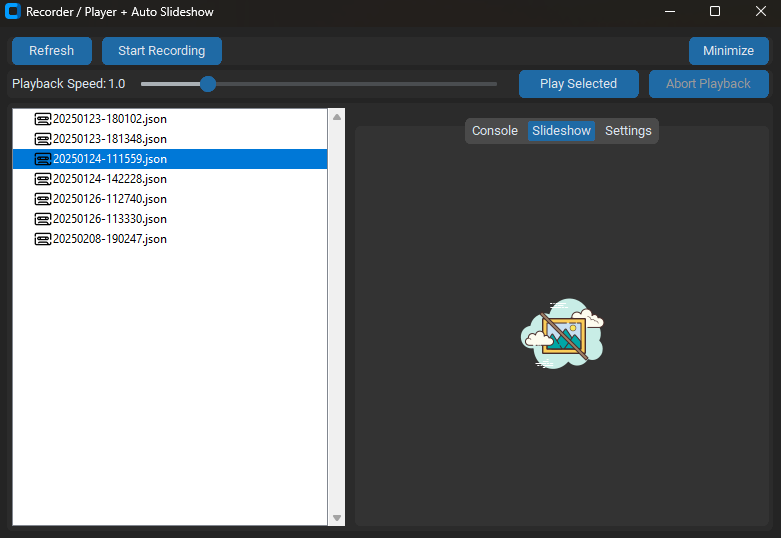 Recorder / Player + Auto Slideshow
Refresh
Start Recording
Minimize
Playback Speed: 1.0
Play Selected
Abort Playback
20250123-180102.json
20250123-181348.json
20250124-111559.json
20250124-142228.json
20250126-112740.json
20250126-113330.json
20250208-190247.json
Console
Slideshow
Settings